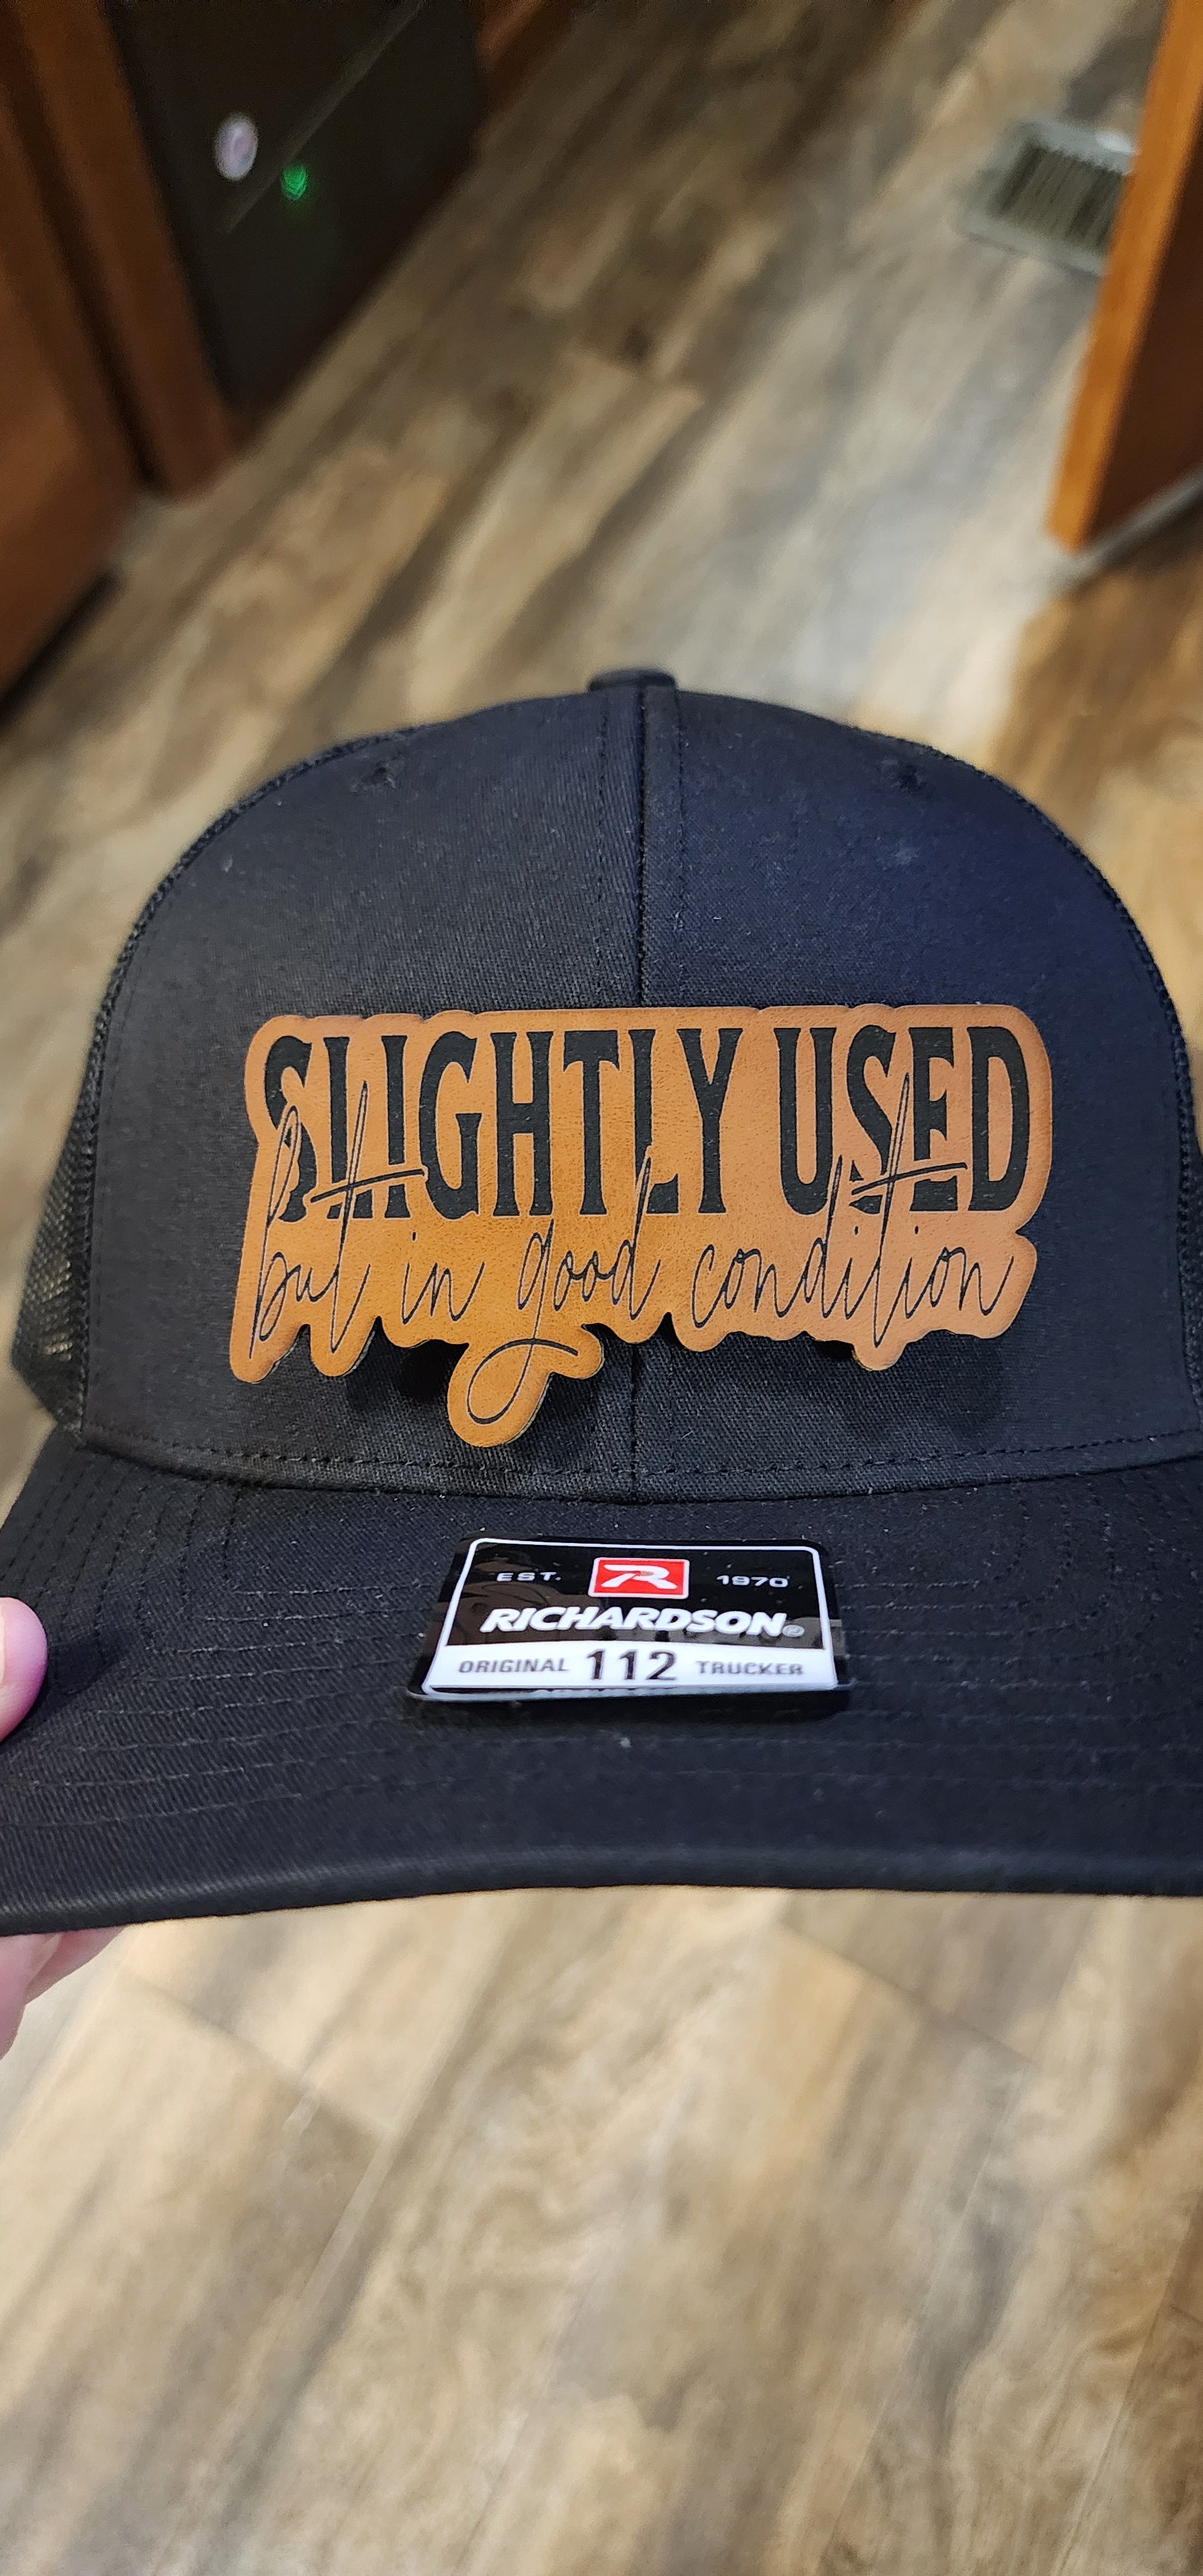 SLIGHTLY USED
but in good condition
EST. R 1970
RICHARDSON®
ORIGINAL 112 TRUCKER